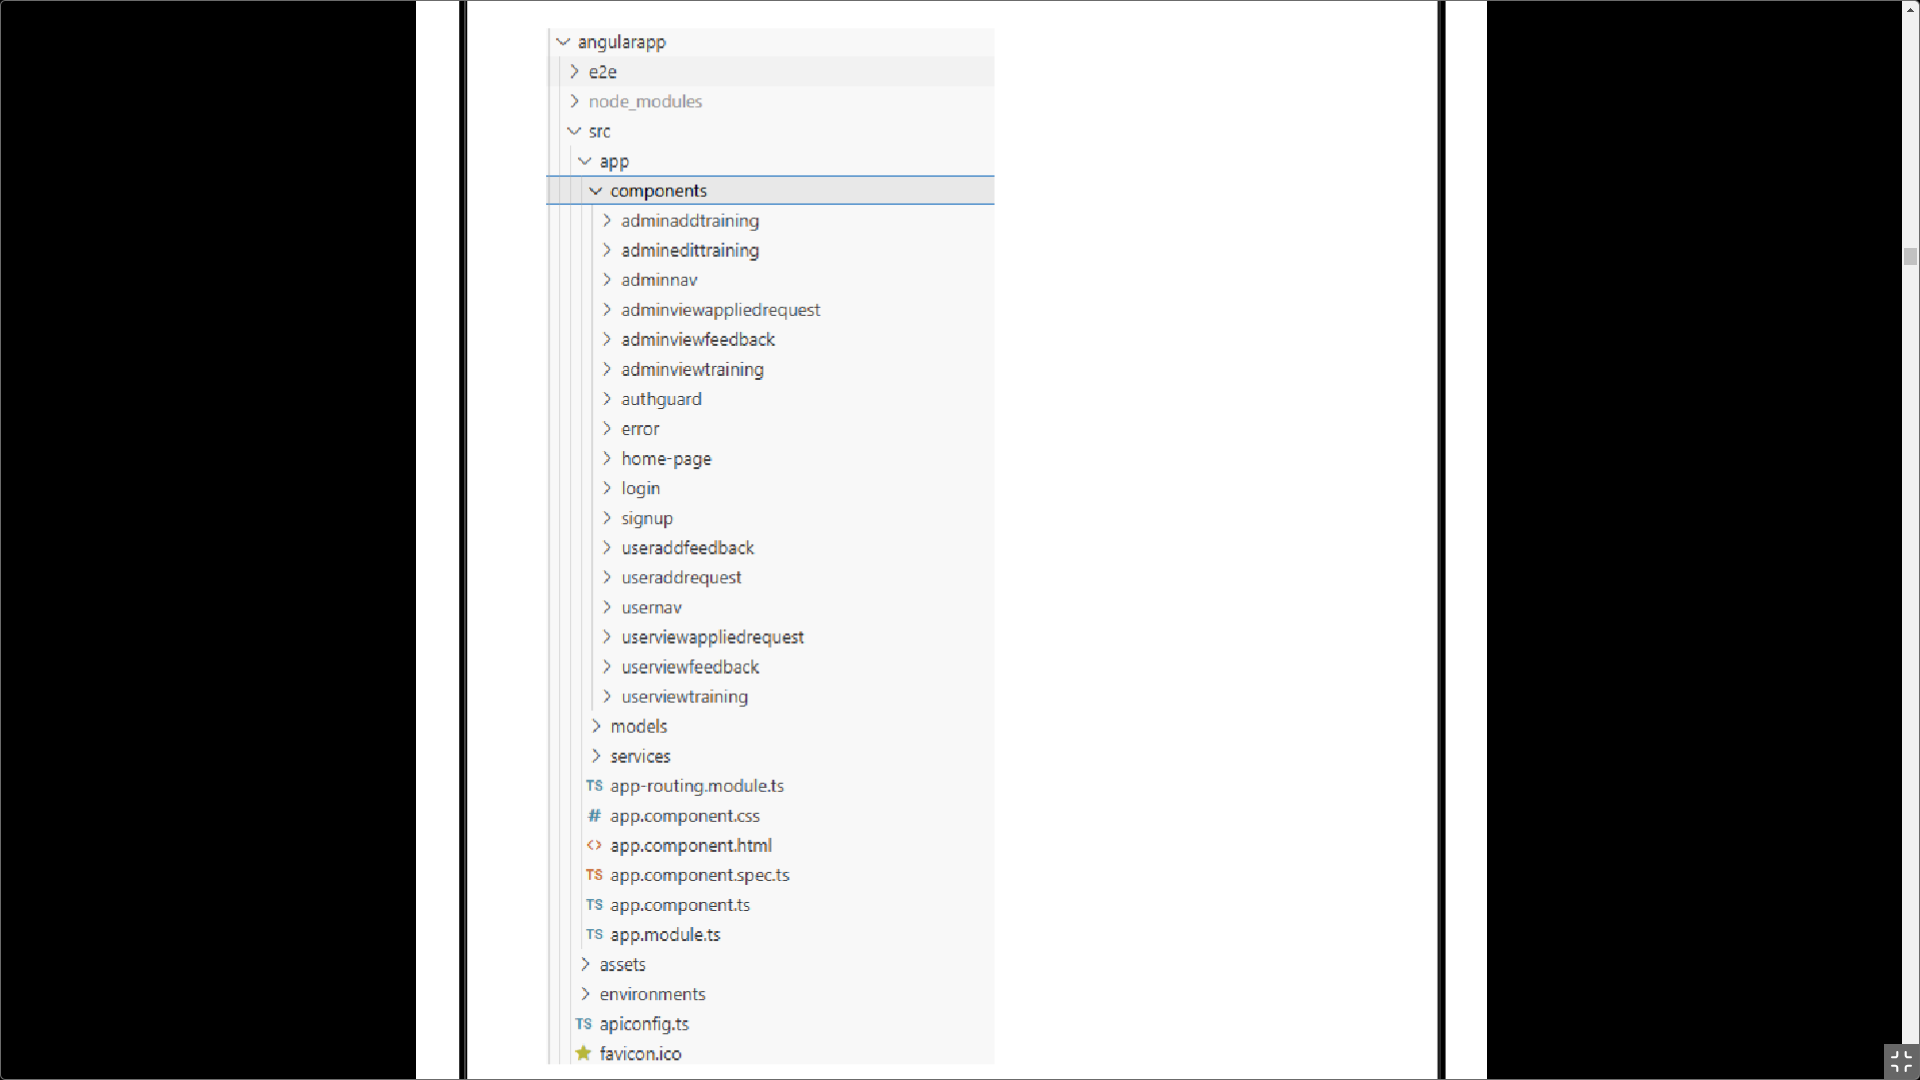 angularapp
e2e
node_modules
src
app
components
adminaddtraining
adminedittraining
adminnav
adminviewappliedrequest
adminviewfeedback
adminviewtraining
authguard
error
home-page
login
signup
useraddfeedback
useraddrequest
usernav
userviewappliedrequest
userviewfeedback
userviewtraining
models
services
TS app-routing.module.ts
# app.component.css
<> app.component.html
TS app.component.spec.ts
TS app.component.ts
TS app.module.ts
assets
environments
TS apiconfig.ts
favicon.ico